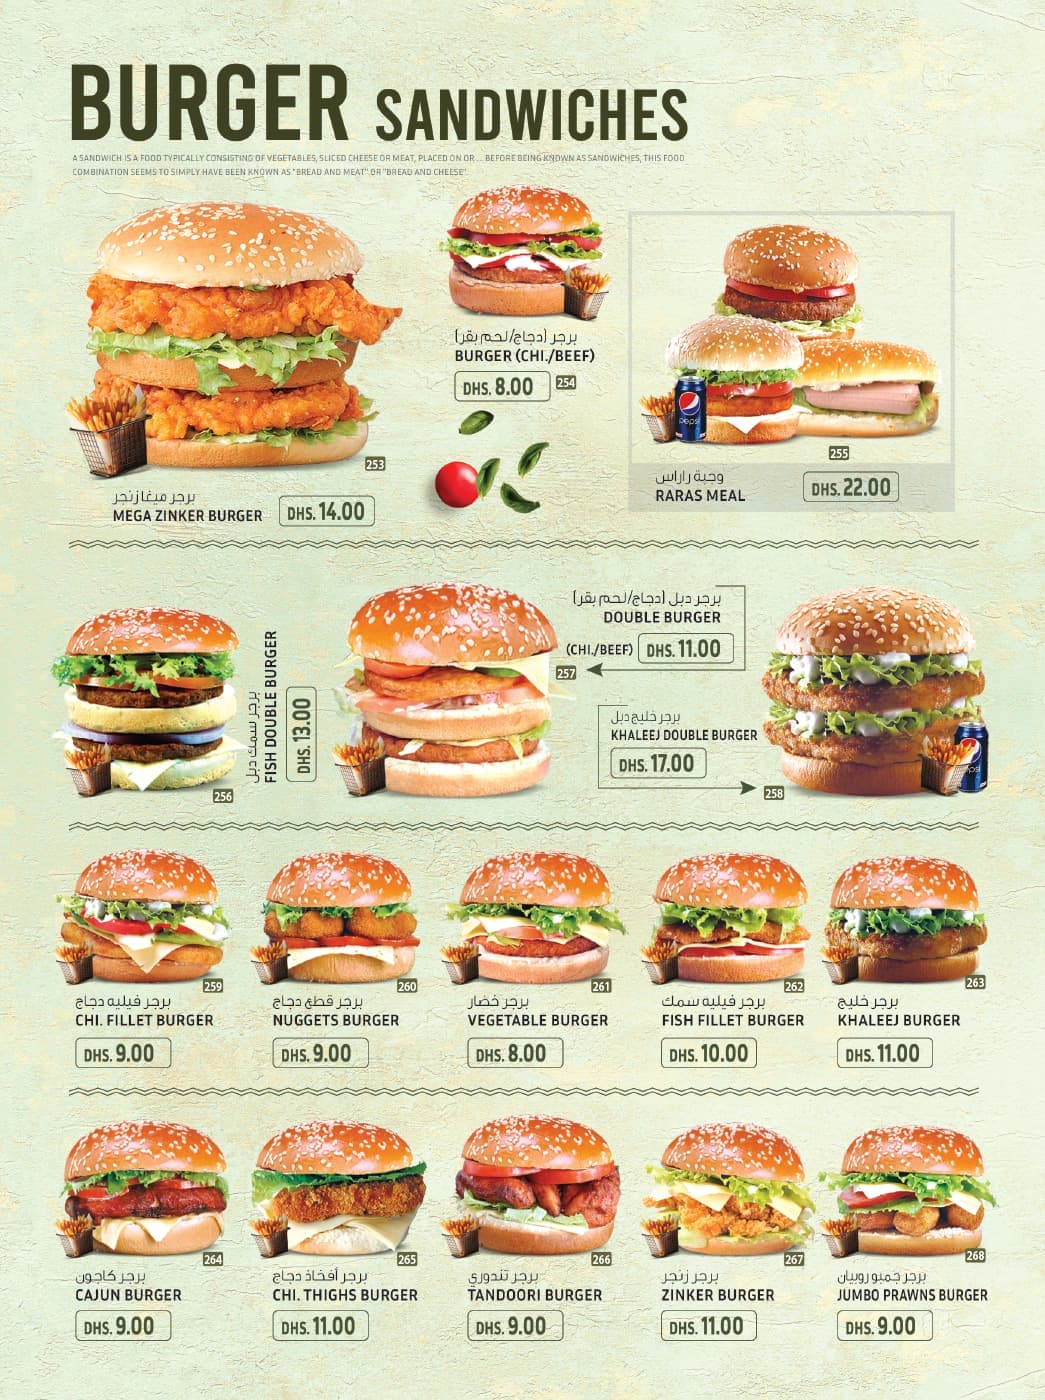 BURGER SANDWICHES
A SANDWICH IS A FOOD TYPICALLY CONSISTING OF VEGETABLES, SLICED CHEESE OR MEAT, PLACED ON OR ... BEFORE BEING KNOWN AS SANDWICHES, THIS FOOD
COMBINATION SEEMS TO SIMPLY HAVE BEEN KNOWN AS "BREAD AND MEAT" OR "BREAD AND CHEESE".
253
برجر ميغا زنجر
MEGA ZINKER BURGER
DHS. 14.00
برجر (دجاج/لحم بقر)
BURGER (CHI./BEEF)
DHS. 8.00
254
pepsi
255
وجبة راراس
RARAS MEAL
DHS. 22.00
برجر سمك دبل
FISH DOUBLE BURGER
DHS. 13.00
256
برجر دبل (دجاج/لحم بقر)
DOUBLE BURGER
(CHI./BEEF) DHS. 11.00
257
برجر خليج دبل
KHALEEJ DOUBLE BURGER
DHS. 17.00
258
259
برجر فيليه دجاج
CHI. FILLET BURGER
DHS. 9.00
260
برجر قطع دجاج
NUGGETS BURGER
DHS. 9.00
261
برجر خضار
VEGETABLE BURGER
DHS. 8.00
262
برجر فيليه سمك
FISH FILLET BURGER
DHS. 10.00
263
برجر خليج
KHALEEJ BURGER
DHS. 11.00
264
برجر كاجون
CAJUN BURGER
DHS. 9.00
265
برجر أفخاذ دجاج
CHI. THIGHS BURGER
DHS. 11.00
266
برجر تندوري
TANDOORI BURGER
DHS. 9.00
267
برجر زنجر
ZINKER BURGER
DHS. 11.00
268
برجر جمبو روبيان
JUMBO PRAWNS BURGER
DHS. 9.00